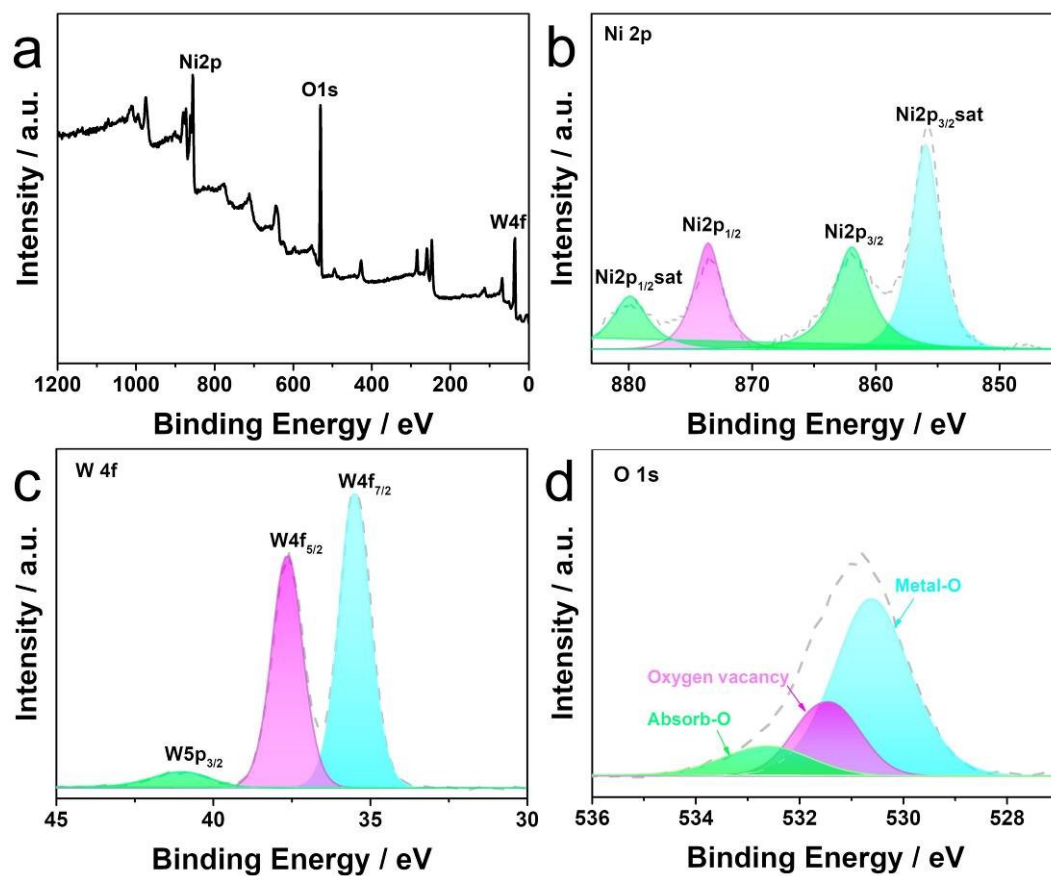 a
Ni2p
O1s
W4f
Intensity / a.u.
1200 1000 800 600 400 200 0
Binding Energy / eV
b
Ni 2p
Ni2p3/2sat
Ni2p1/2
Ni2p3/2
Ni2p1/2sat
Intensity / a.u.
880 870 860 850
Binding Energy / eV
c
W 4f
W4f7/2
W4f5/2
W5p3/2
Intensity / a.u.
45 40 35 30
Binding Energy / eV
d
O 1s
Metal-O
Oxygen vacancy
Absorb-O
Intensity / a.u.
536 534 532 530 528
Binding Energy / eV